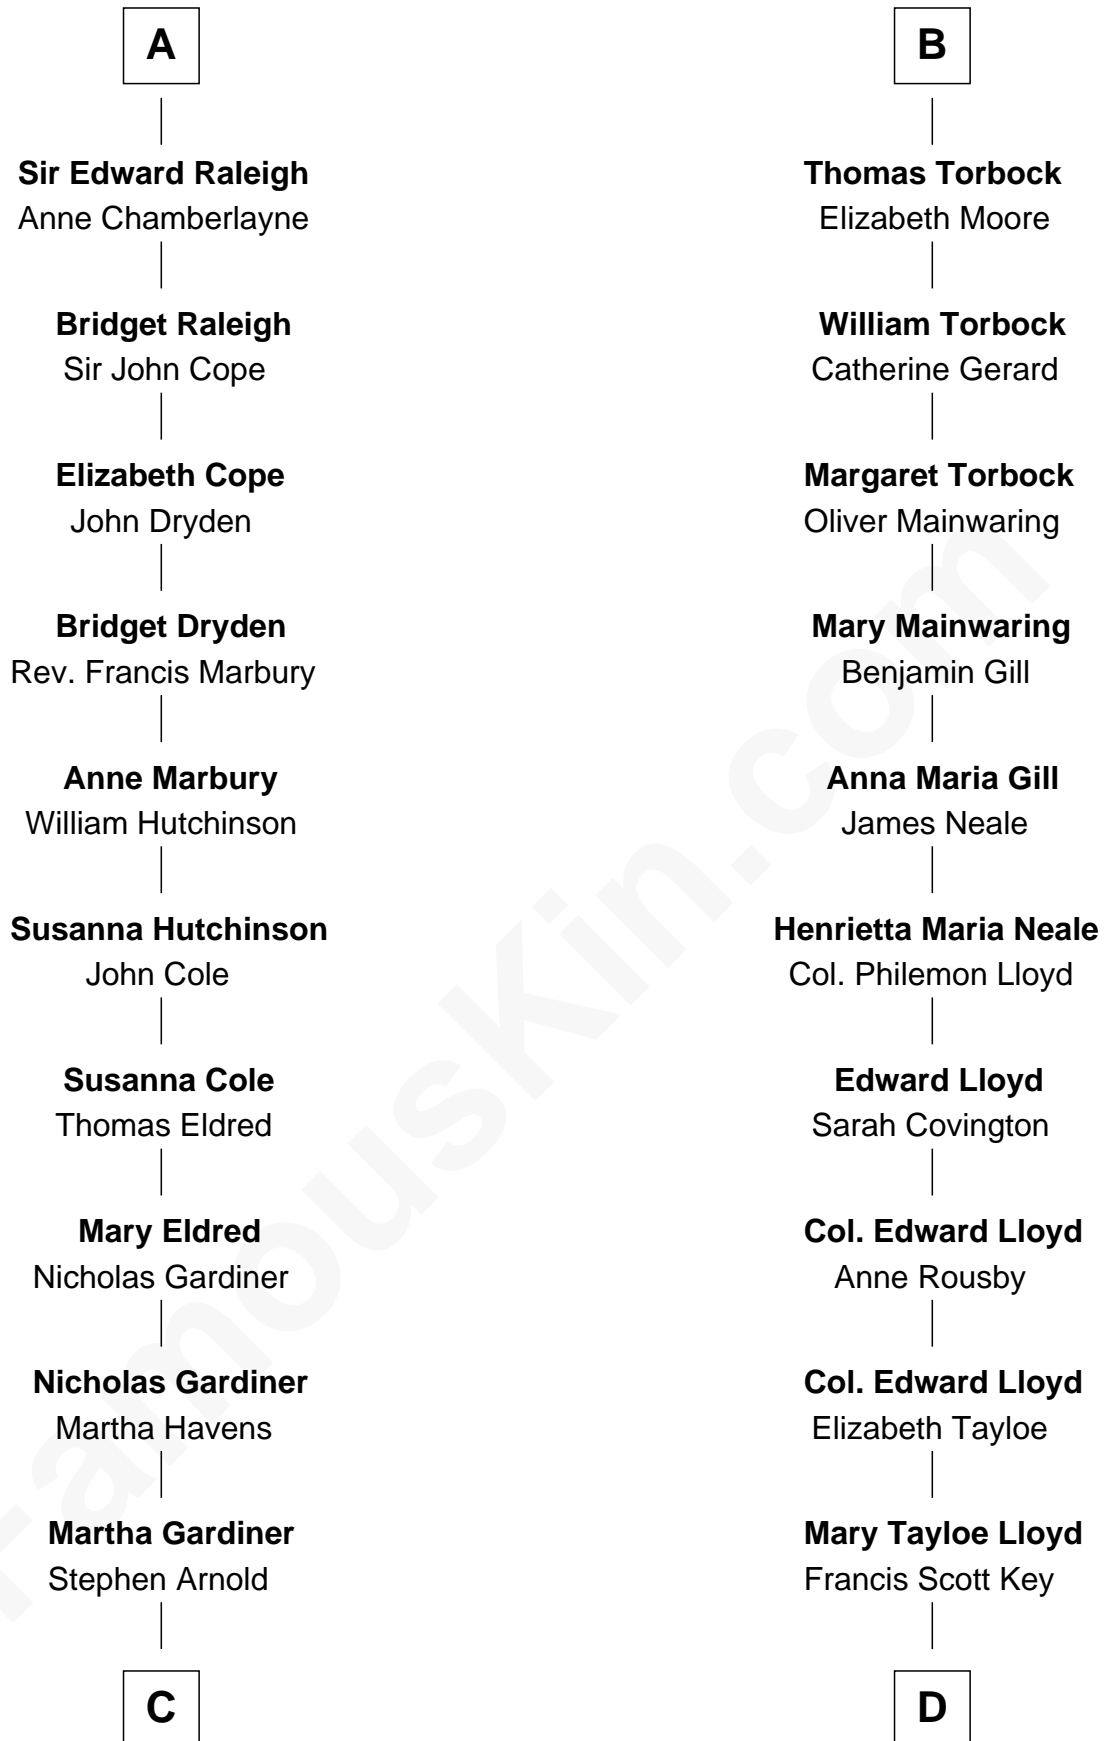 A
Sir Edward Raleigh
Anne Chamberlayne
Bridget Raleigh
Sir John Cope
Elizabeth Cope
John Dryden
Bridget Dryden
Rev. Francis Marbury
Anne Marbury
William Hutchinson
Susanna Hutchinson
John Cole
Susanna Cole
Thomas Eldred
Mary Eldred
Nicholas Gardiner
Nicholas Gardiner
Martha Havens
Martha Gardiner
Stephen Arnold
C
B
Thomas Torbock
Elizabeth Moore
William Torbock
Catherine Gerard
Margaret Torbock
Oliver Mainwaring
Mary Mainwaring
Benjamin Gill
Anna Maria Gill
James Neale
Henrietta Maria Neale
Col. Philemon Lloyd
Edward Lloyd
Sarah Covington
Col. Edward Lloyd
Anne Rousby
Col. Edward Lloyd
Elizabeth Tayloe
Mary Tayloe Lloyd
Francis Scott Key
D
FamousKin.com